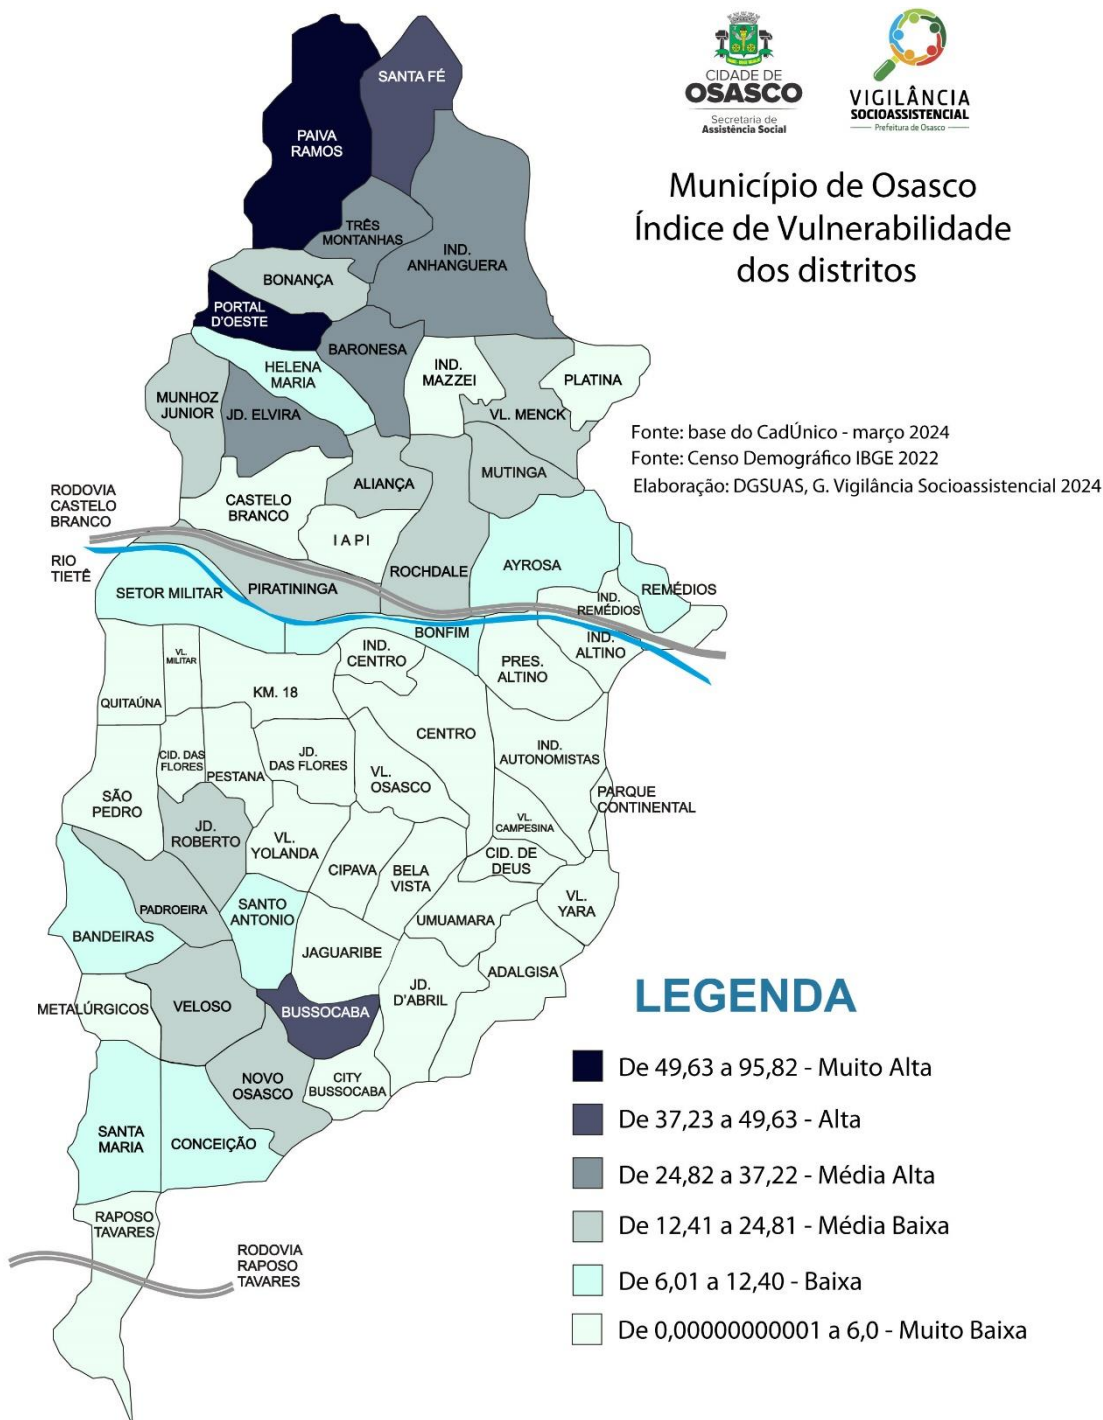 CIDADE DE
OSASCO
Secretaria de
Assistência Social
VIGILÂNCIA
SOCIOASSISTENCIAL
Prefeitura de Osasco
Município de Osasco
Índice de Vulnerabilidade
dos distritos
SANTA FÉ
PAIVA
RAMOS
TRÊS
MONTANHAS
IND.
ANHANGUERA
BONANÇA
PORTAL
D'OESTE
BARONESA
HELENA
MARIA
IND.
MAZZEI
PLATINA
MUNHOZ
JUNIOR
JD. ELVIRA
VL. MENCK
Fonte: base do CadÚnico - março 2024
Fonte: Censo Demográfico IBGE 2022
Elaboração: DGSUAS, G. Vigilância Socioassistencial 2024
MUTINGA
ALIANÇA
CASTELO
BRANCO
RODOVIA
CASTELO
BRANCO
I A P I
RIO
TIETÊ
ROCHDALE
AYROSA
SETOR MILITAR
PIRATININGA
REMÉDIOS
IND.
REMÉDIOS
BONFIM
IND.
ALTINO
IND.
CENTRO
PRES.
ALTINO
VL.
MILITAR
QUITAÚNA
KM. 18
CENTRO
IND.
AUTONOMISTAS
CID. DAS
FLORES
PESTANA
JD.
DAS FLORES
VL.
OSASCO
PARQUE
CONTINENTAL
SÃO
PEDRO
JD.
ROBERTO
VL.
YOLANDA
VL.
CAMPESINA
CIPAVA
BELA
VISTA
CID. DE
DEUS
VL.
YARA
PADROEIRA
SANTO
ANTONIO
UMUAMARA
BANDEIRAS
JAGUARIBE
ADALGISA
JD.
D'ABRIL
METALÚRGICOS
VELOSO
BUSSOCABA
NOVO
OSASCO
CITY
BUSSOCABA
SANTA
MARIA
CONCEIÇÃO
RAPOSO
TAVARES
RODOVIA
RAPOSO
TAVARES
LEGENDA
De 49,63 a 95,82 - Muito Alta
De 37,23 a 49,63 - Alta
De 24,82 a 37,22 - Média Alta
De 12,41 a 24,81 - Média Baixa
De 6,01 a 12,40 - Baixa
De 0,00000000001 a 6,0 - Muito Baixa